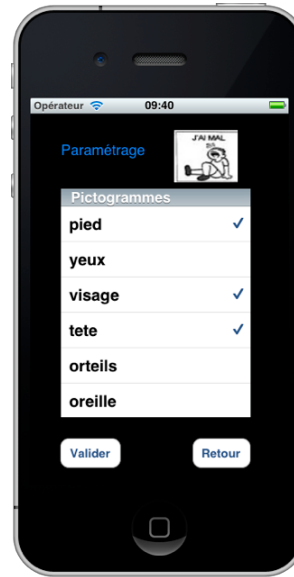 Opérateur 09:40
Paramétrage
J'AI MAL
Pictogrammes
pied
yeux
visage
tete
orteils
oreille
Valider Retour